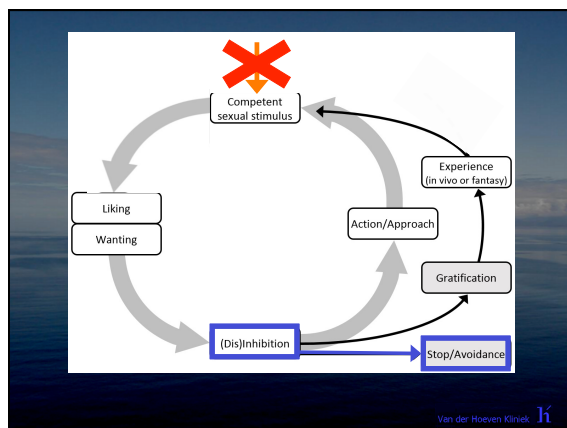 Competent
sexual stimulus
Experience
(in vivo or fantasy)
Liking
Wanting
Action/Approach
Gratification
(Dis)Inhibition
Stop/Avoidance
Van der Hoeven Kliniek